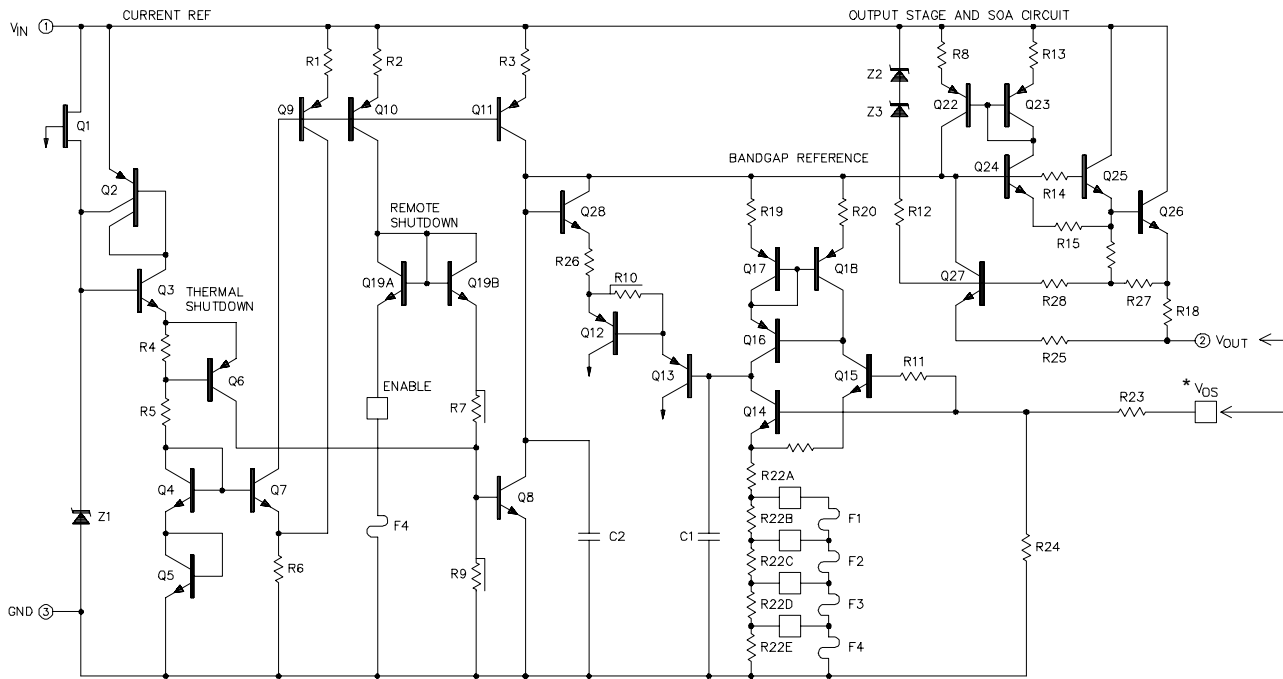 CURRENT REF
OUTPUT STAGE AND SOA CIRCUIT
VIN 1
R1
R2
R3
R8
R13
Z2
Z3
Q1
Q9
Q10
Q11
Q22
Q23
BANDGAP REFERENCE
Q2
Q24
Q25
R14
Q28
R19
R20
R12
Q26
REMOTE
SHUTDOWN
R15
R26
Q17
Q18
Q3
Q19A
Q19B
R10
Q27
R28
R27
THERMAL
SHUTDOWN
R18
R4
Q12
Q16
R25
2 VOUT
Q6
ENABLE
Q13
Q15
R11
* VOS
R5
R7
Q14
R23
Q4
Q7
Q8
R22A
Z1
F4
C2
C1
R22B
F1
R24
Q5
R6
R9
R22C
F2
GND 3
R22D
F3
R22E
F4